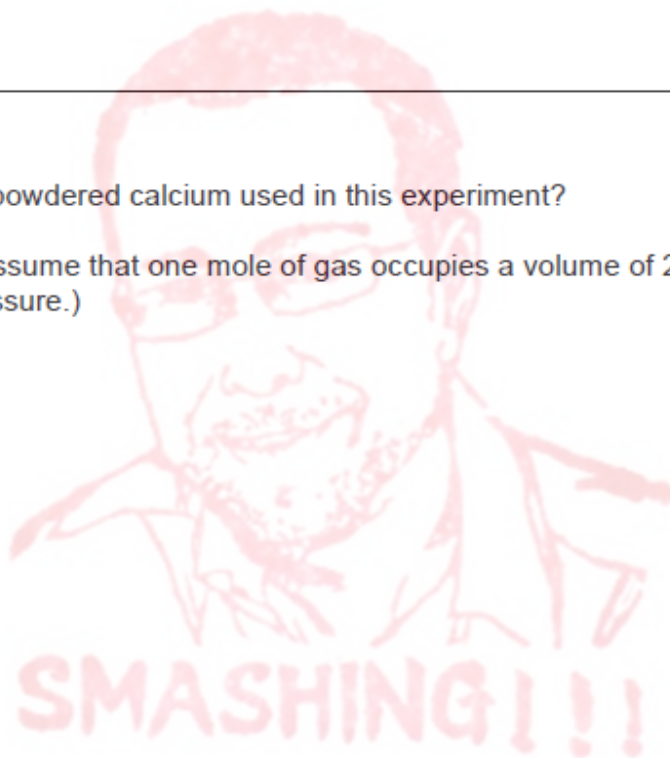 powdered calcium used in this experiment?
ssume that one mole of gas occupies a volume of 2
ssure.)
SMASHING!!!